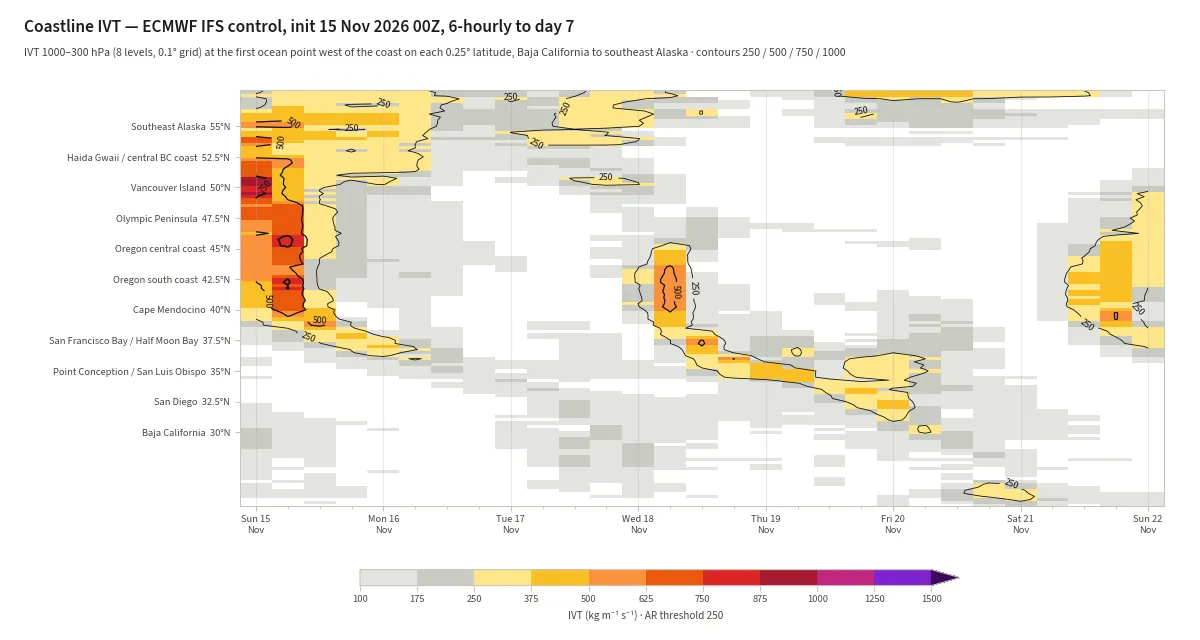 Coastline IVT — ECMWF IFS control, init 15 Nov 2026 00Z, 6-hourly to day 7
IVT 1000–300 hPa (8 levels, 0.1° grid) at the first ocean point west of the coast on each 0.25° latitude, Baja California to southeast Alaska · contours 250 / 500 / 750 / 1000
Southeast Alaska 55°N
Haida Gwaii / central BC coast 52.5°N
Vancouver Island 50°N
Olympic Peninsula 47.5°N
Oregon central coast 45°N
Oregon south coast 42.5°N
Cape Mendocino 40°N
San Francisco Bay / Half Moon Bay 37.5°N
Point Conception / San Luis Obispo 35°N
San Diego 32.5°N
Baja California 30°N
250
250
250
500
250
500
250
250
250
500
500
250
500
250
250
250
250
Sun 15 Mon 16 Tue 17 Wed 18 Thu 19 Fri 20 Sat 21 Sun 22
Nov Nov Nov Nov Nov Nov Nov Nov
100 175 250 375 500 625 750 875 1000 1250 1500
IVT (kg m⁻¹ s⁻¹) · AR threshold 250